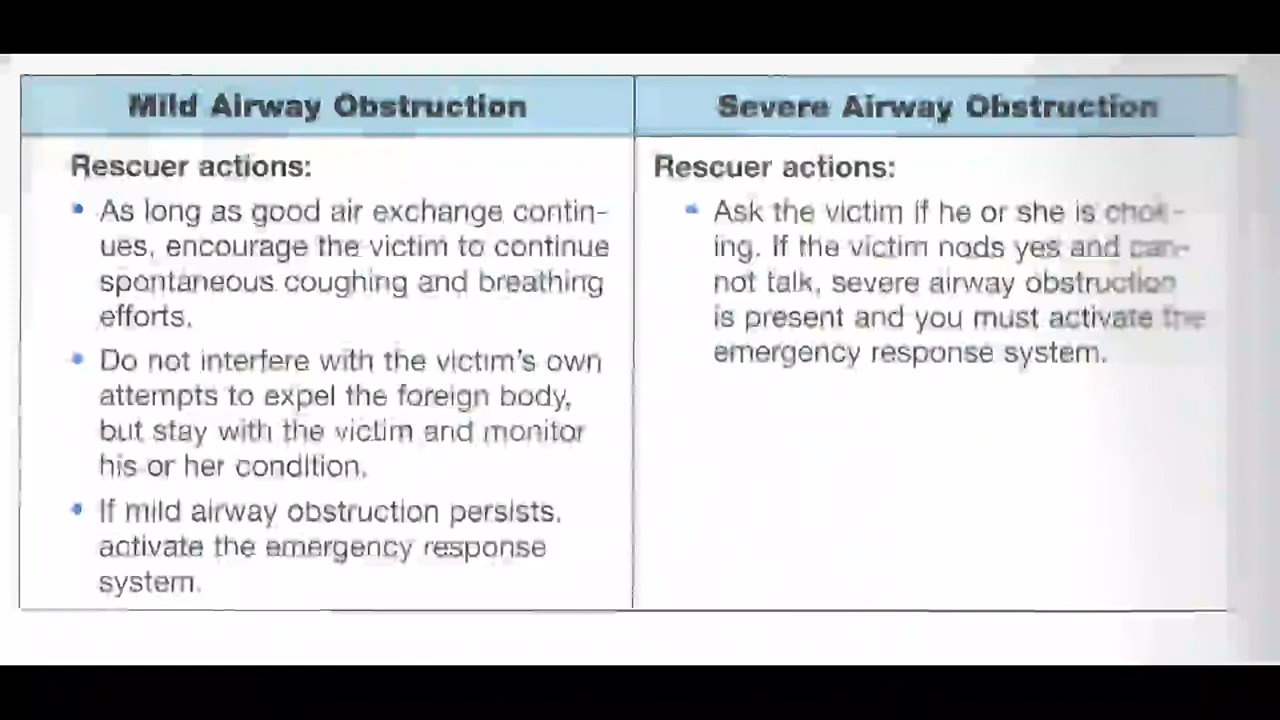 Mild Airway Obstruction
Rescuer actions:
• As long as good air exchange contin-
ues, encourage the victim to continue
spontaneous coughing and breathing
efforts.
• Do not interfere with the victim's own
attempts to expel the foreign body,
but stay with the victim and monitor
his or her condition.
• If mild airway obstruction persists,
activate the emergency response
system.
Severe Airway Obstruction
Rescuer actions:
• Ask the victim if he or she is chok-
ing. If the victim nods yes and can-
not talk, severe airway obstruction
is present and you must activate the
emergency response system.